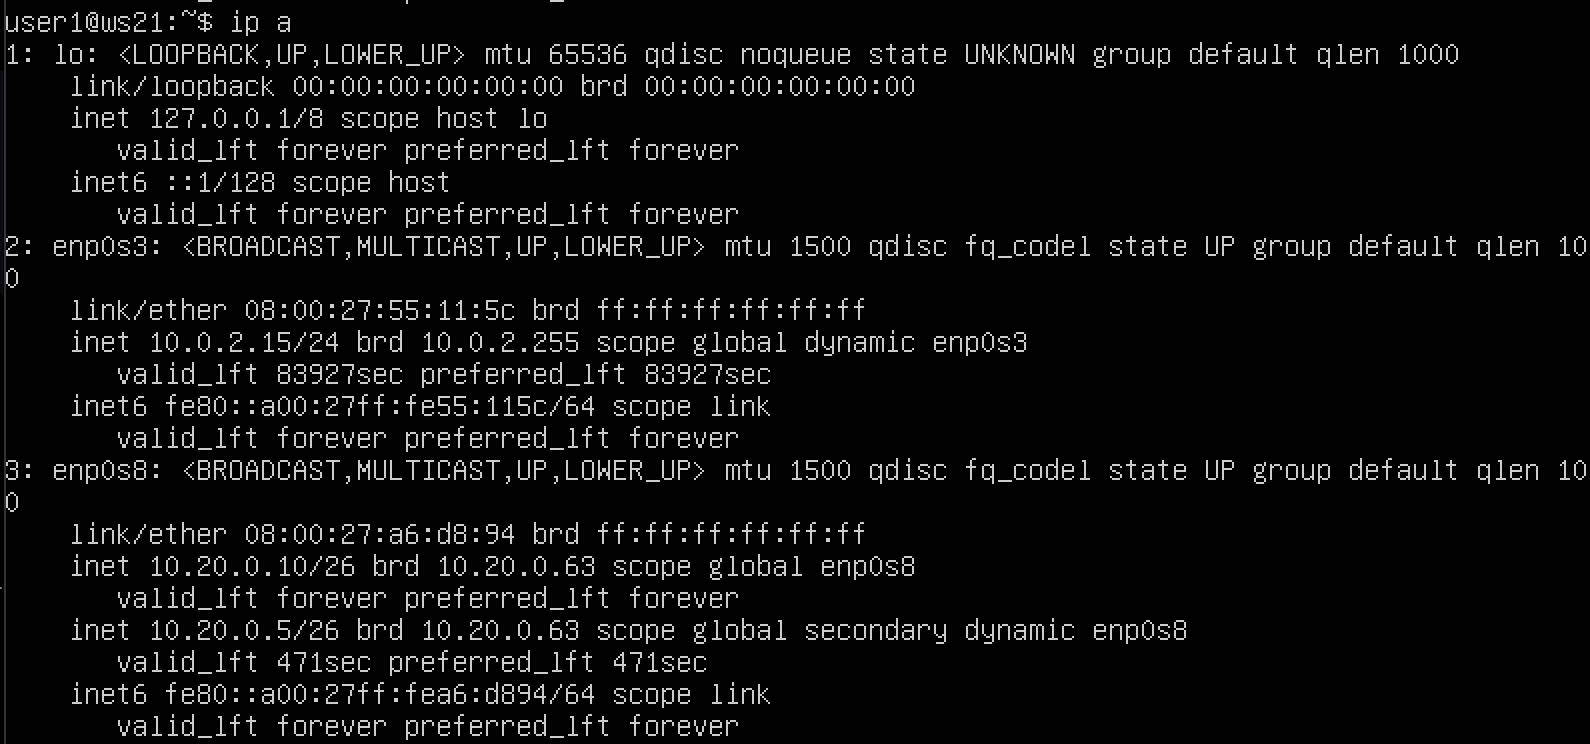 user1@ws21:~$ ip a
1: lo: <LOOPBACK,UP,LOWER_UP> mtu 65536 qdisc noqueue state UNKNOWN group default qlen 1000
    link/loopback 00:00:00:00:00:00 brd 00:00:00:00:00:00
    inet 127.0.0.1/8 scope host lo
       valid_lft forever preferred_lft forever
    inet6 ::1/128 scope host
       valid_lft forever preferred_lft forever
2: enp0s3: <BROADCAST,MULTICAST,UP,LOWER_UP> mtu 1500 qdisc fq_codel state UP group default qlen 10
0
    link/ether 08:00:27:55:11:5c brd ff:ff:ff:ff:ff:ff
    inet 10.0.2.15/24 brd 10.0.2.255 scope global dynamic enp0s3
       valid_lft 83927sec preferred_lft 83927sec
    inet6 fe80::a00:27ff:fe55:115c/64 scope link
       valid_lft forever preferred_lft forever
3: enp0s8: <BROADCAST,MULTICAST,UP,LOWER_UP> mtu 1500 qdisc fq_codel state UP group default qlen 10
0
    link/ether 08:00:27:a6:d8:94 brd ff:ff:ff:ff:ff:ff
    inet 10.20.0.10/26 brd 10.20.0.63 scope global enp0s8
       valid_lft forever preferred_lft forever
    inet 10.20.0.5/26 brd 10.20.0.63 scope global secondary dynamic enp0s8
       valid_lft 471sec preferred_lft 471sec
    inet6 fe80::a00:27ff:fea6:d894/64 scope link
       valid_lft forever preferred_lft forever